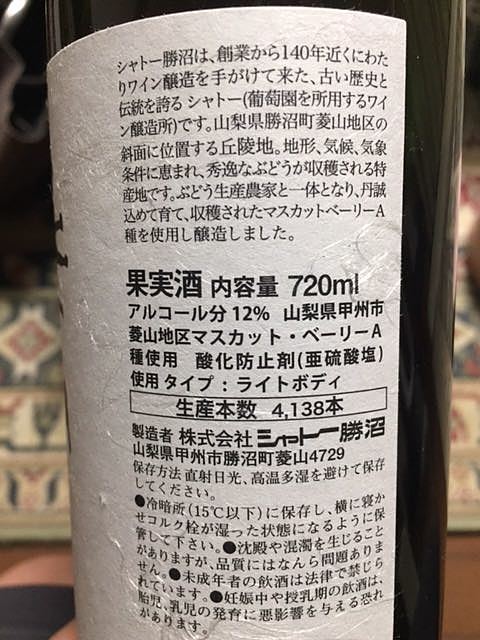 シャトー勝沼は、創業から140年近くにわた
りワイン醸造を手がけて来た、古い歴史と
伝統を誇る シャトー(葡萄園を所用するワイ
ン醸造所)です。山梨県勝沼町菱山地区の
斜面に位置する丘陵地。地形、気候、気象
条件に恵まれ、秀逸なぶどうが収穫される特
産地です。ぶどう生産農家と一体となり、丹誠
込めて育て、収穫されたマスカットベーリーA
種を使用し醸造しました。
果実酒 内容量 720ml
アルコール分 12% 山梨県甲州市
菱山地区マスカット・ベーリーA
種使用 酸化防止剤(亜硫酸塩)
使用タイプ:ライトボディ
生産本数 4,138本
製造者 株式会社 シャトー勝沼
山梨県甲州市勝沼町菱山4729
保存方法 直射日光、高温多湿を避けて保存
してください。
●冷暗所(15℃以下)に保存し、横に寝か
せコルク栓が湿った状態になるように保
管して下さい。●沈殿や混濁を生じること
がありますが、品質にはなんら問題ありま
せん。●未成年者の飲酒は法律で禁じら
れています。●妊娠中や授乳期の飲酒は、
胎児、乳児の発育に悪影響を与える恐れ
があります。